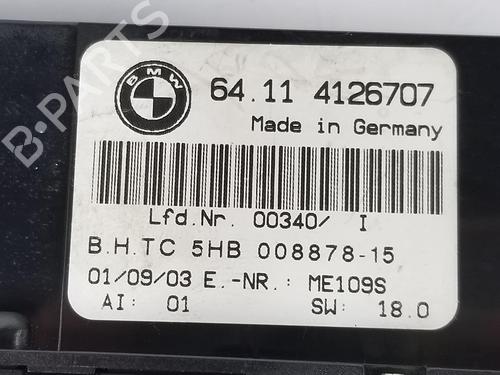 BMW
64.11 4126707
Made in Germany
Lfd.Nr. 00340/ I
B.H.TC 5HB 008878-15
01/09/03 E.-NR.: ME109S
AI: 01 SW: 18.0
B-PARTS